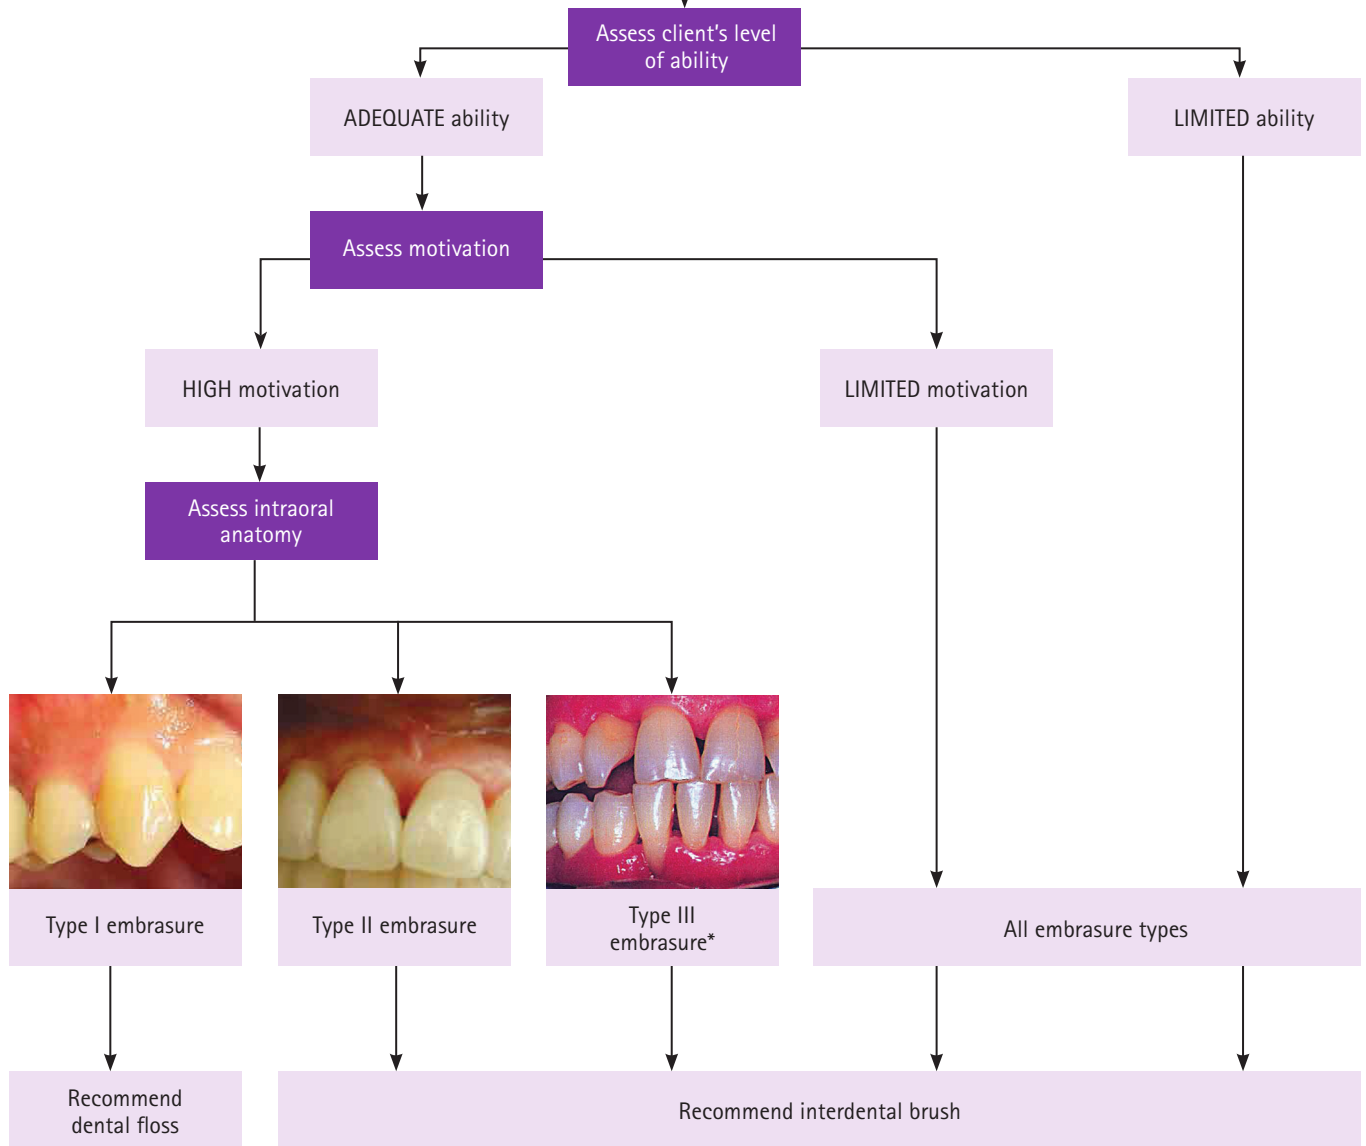 Assess client's level
of ability
ADEQUATE ability
LIMITED ability
Assess motivation
HIGH motivation
LIMITED motivation
Assess intraoral
anatomy
Type I embrasure
Type II embrasure
Type III
embrasure*
All embrasure types
Recommend
dental floss
Recommend interdental brush